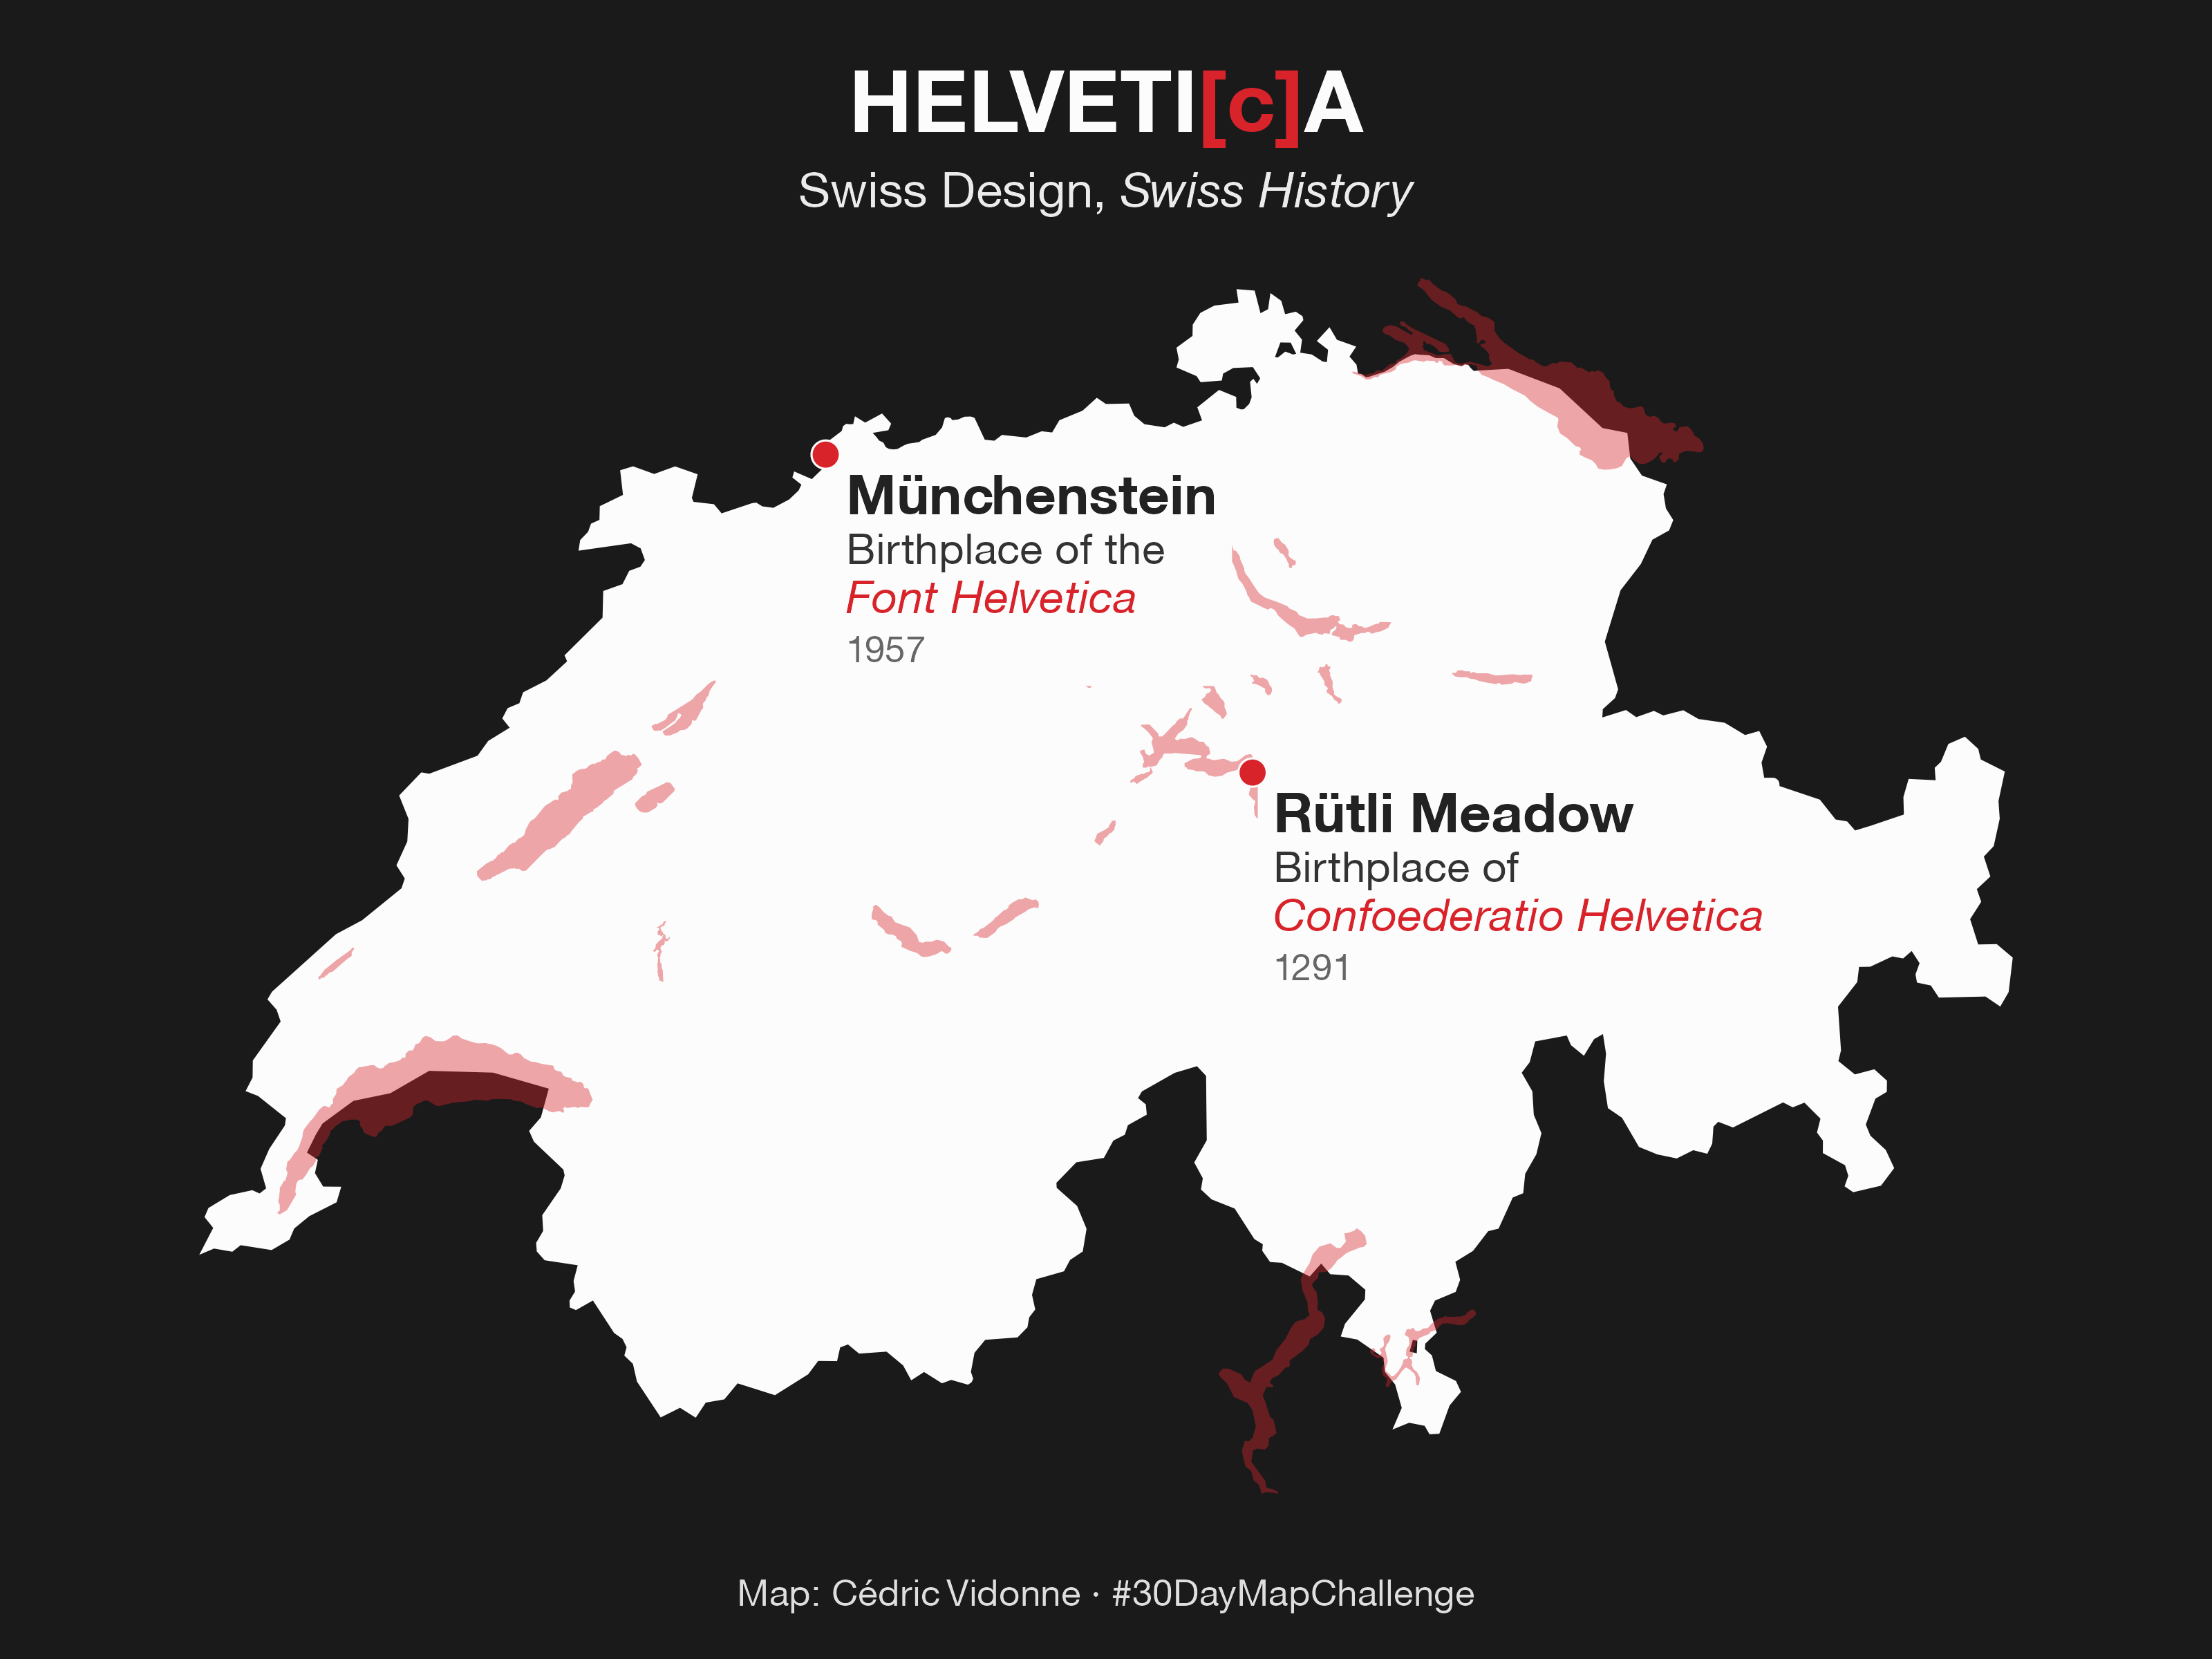 HELVETI[c]A
Swiss Design, Swiss History
Münchenstein
Birthplace of the
Font Helvetica
1957
Rütli Meadow
Birthplace of
Confoederatio Helvetica
1291
Map: Cédric Vidonne · #30DayMapChallenge